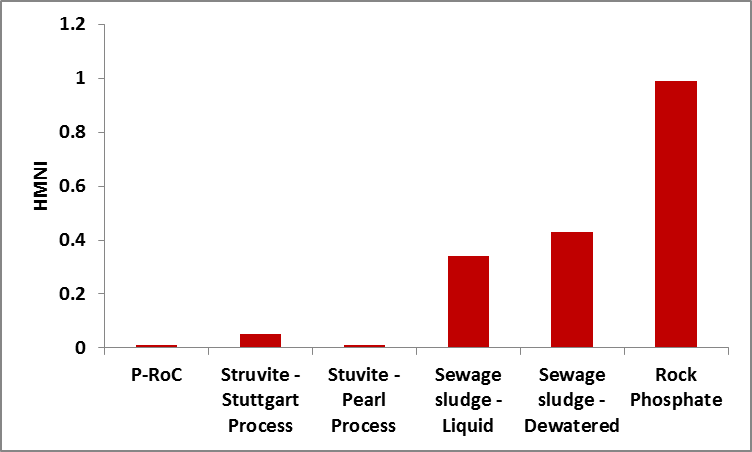 1.2
1
0.8
0.6
0.4
0.2
0
HMNI
P-RoC
Struvite -
Stuttgart
Process
Stuvite -
Pearl
Process
Sewage
sludge -
Liquid
Sewage
sludge -
Dewatered
Rock
Phosphate